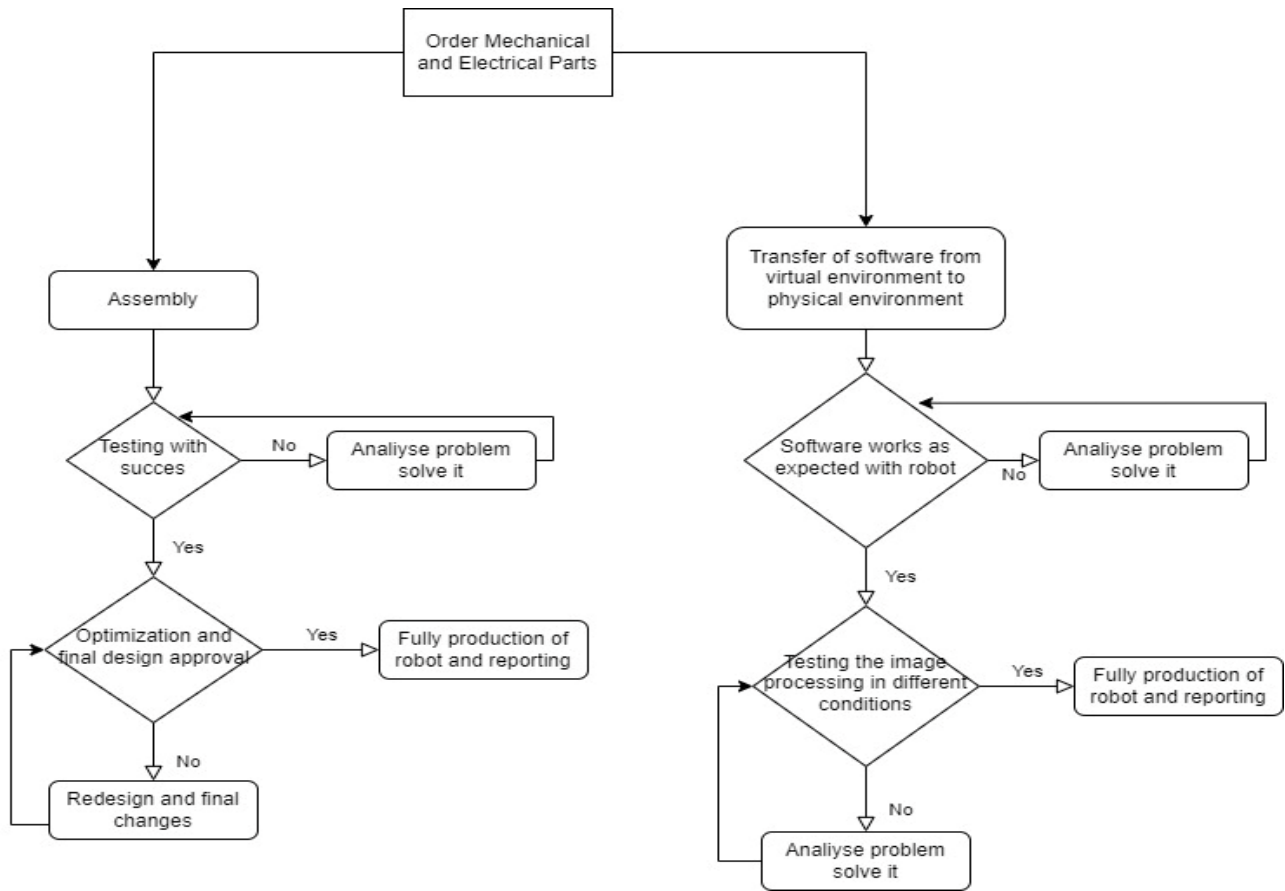 Order Mechanical
and Electrical Parts
Assembly
Testing with
succes
No
Analiyse problem
solve it
Yes
Optimization and
final design approval
Yes
Fully production of
robot and reporting
No
Redesign and final
changes
Transfer of software from
virtual environment to
physical environment
Software works as
expected with robot
No
Analiyse problem
solve it
Yes
Testing the image
processing in different
conditions
Yes
Fully production of
robot and reporting
No
Analiyse problem
solve it